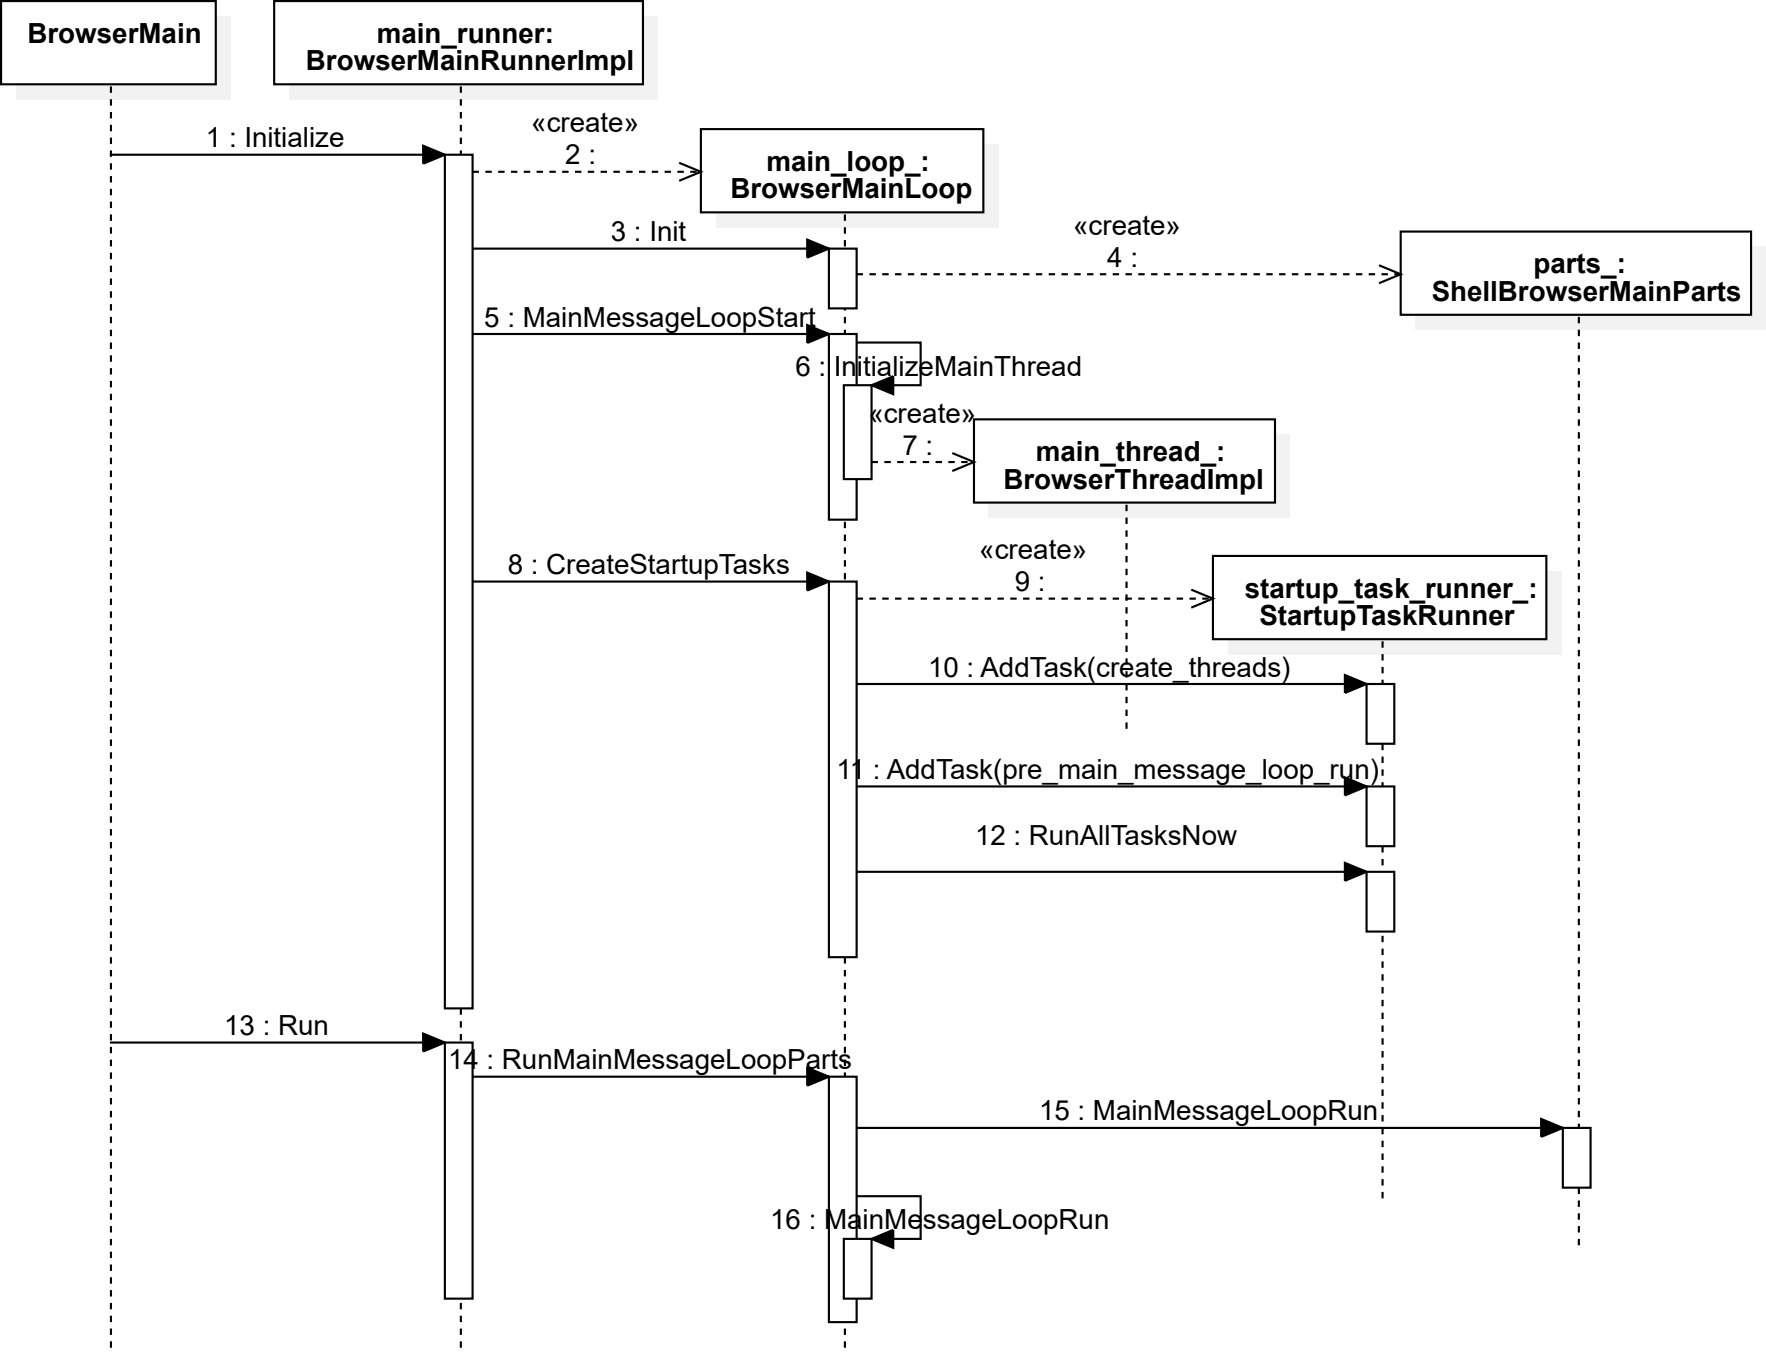 BrowserMain
main_runner:
BrowserMainRunnerImpl
1 : Initialize
«create»
2 :
main_loop_:
BrowserMainLoop
3 : Init
«create»
4 :
parts_:
ShellBrowserMainParts
5 : MainMessageLoopStart
6 : InitializeMainThread
«create»
7 :
main_thread_:
BrowserThreadImpl
8 : CreateStartupTasks
«create»
9 :
startup_task_runner_:
StartupTaskRunner
10 : AddTask(create_threads)
11 : AddTask(pre_main_message_loop_run)
12 : RunAllTasksNow
13 : Run
14 : RunMainMessageLoopParts
15 : MainMessageLoopRun
16 : MainMessageLoopRun